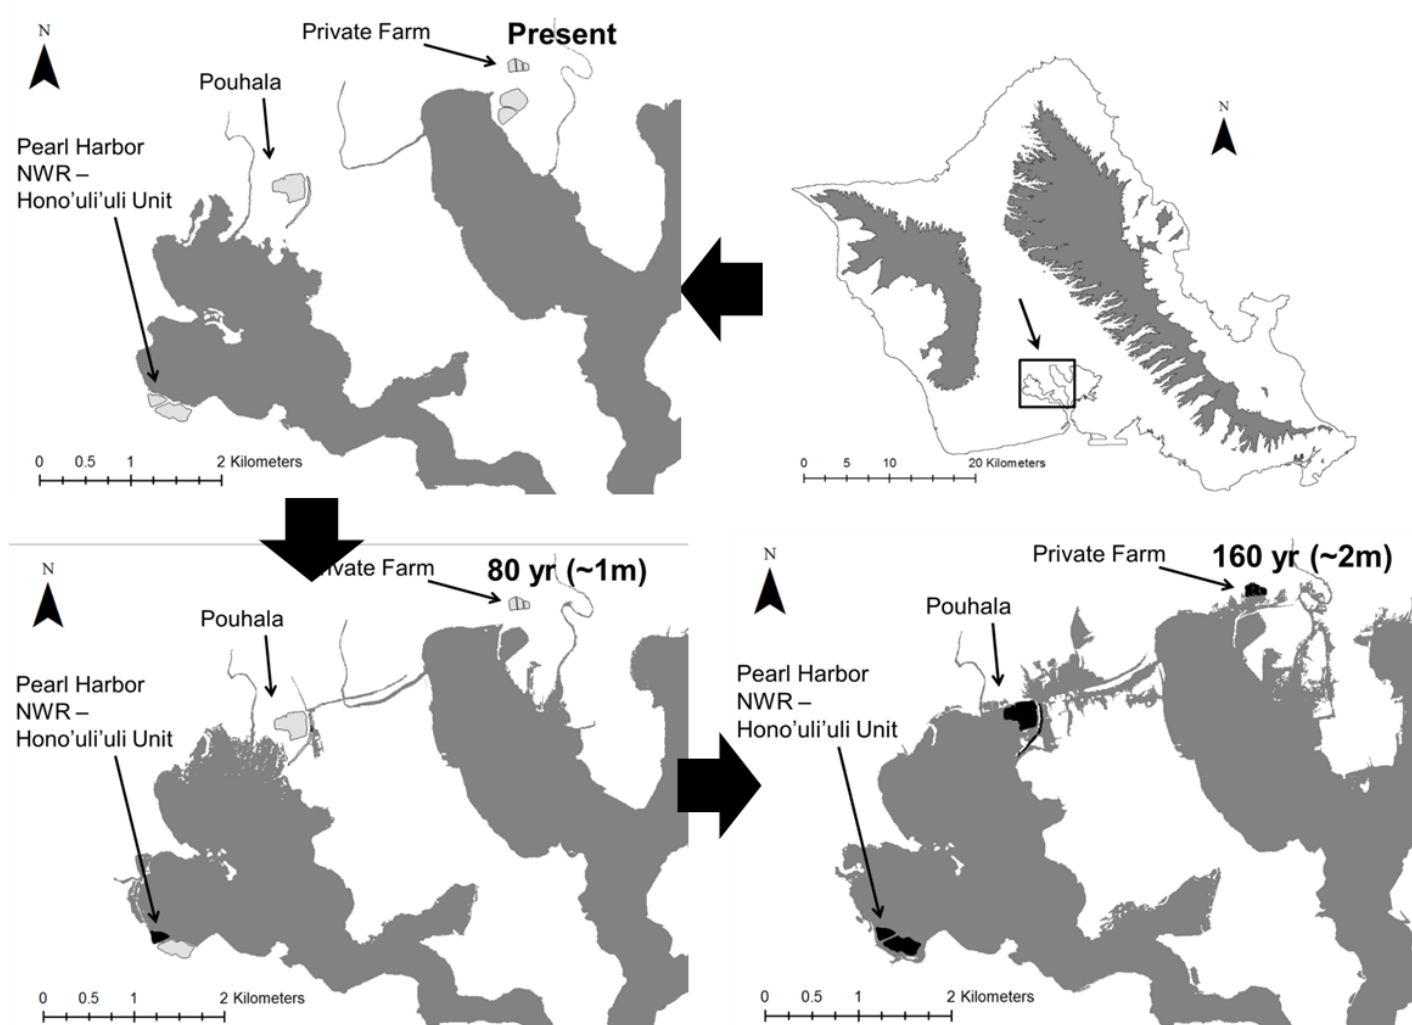 N
Private Farm
Present
Pouhala
Pearl Harbor
NWR –
Hono’uli’uli Unit
0 0.5 1 2 Kilometers
N
0 5 10 20 Kilometers
N
rivate Farm
80 yr (~1m)
Pouhala
Pearl Harbor
NWR –
Hono’uli’uli Unit
0 0.5 1 2 Kilometers
N
Private Farm
160 yr (~2m)
Pouhala
Pearl Harbor
NWR –
Hono’uli’uli Unit
0 0.5 1 2 Kilometers